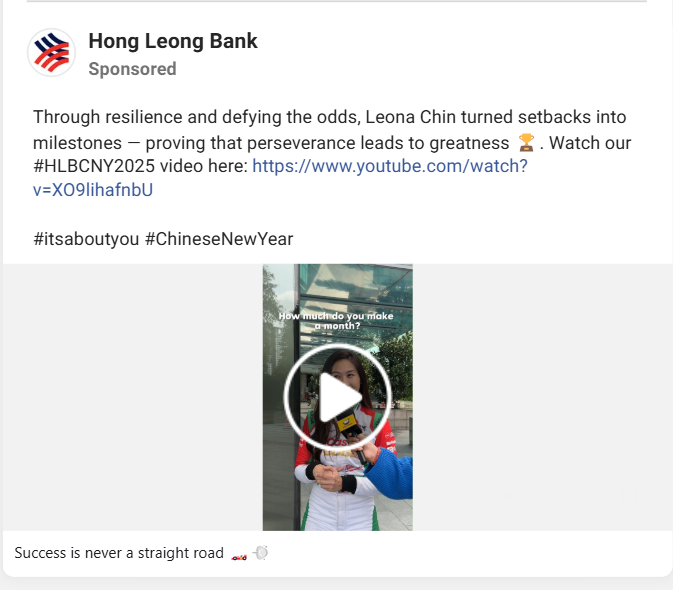 Hong Leong Bank
Sponsored
Through resilience and defying the odds, Leona Chin turned setbacks into
milestones — proving that perseverance leads to greatness 🏆 . Watch our
#HLBCNY2025 video here: https://www.youtube.com/watch?
v=XO9lihafnbU
#itsaboutyou #ChineseNewYear
How much do you make
a month?
Success is never a straight road 🏎️ 💨